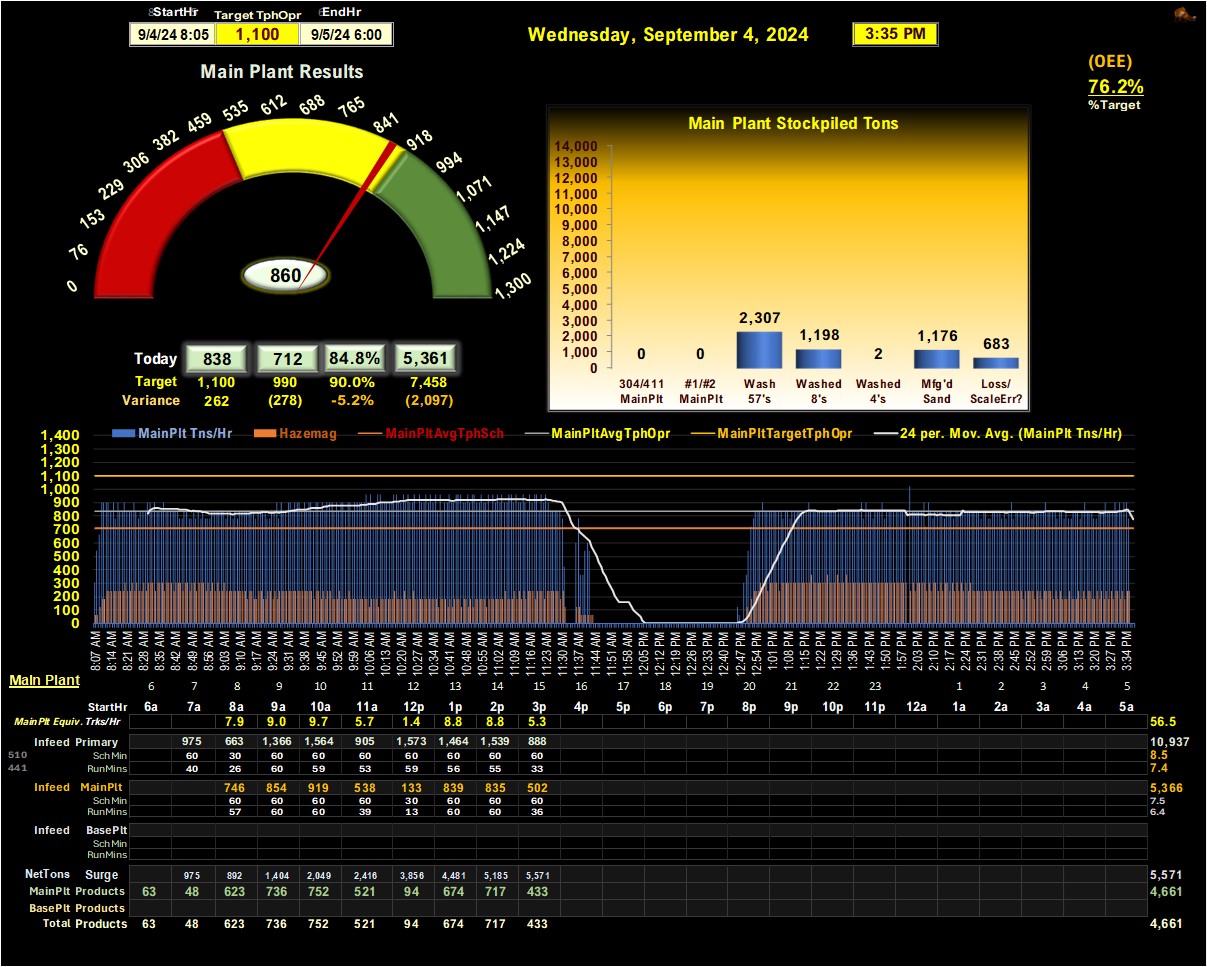 StartHr Target TphOpr EndHr
9/4/24 8:05 1,100 9/5/24 6:00
Wednesday, September 4, 2024 3:35 PM
(OEE)
76.2%
%Target
Main Plant Results
0 76 153 229 306 382 459 535 612 688 765 841 918 994 1,071 1,147 1,224 1,300
860
Today 838 712 84.8% 5,361
Target 1,100 990 90.0% 7,458
Variance 262 (278) -5.2% (2,097)
Main Plant Stockpiled Tons
14,000
13,000
12,000
11,000
10,000
9,000
8,000
7,000
6,000
5,000
4,000
3,000
2,000
1,000
0
0 0 2,307 1,198 2 1,176 683
304/411 #1/#2 Wash Washed Washed Mfg'd Loss/
MainPlt MainPlt 57's 8's 4's Sand ScaleErr?
MainPlt Tns/Hr Hazemag MainPltAvgTphSch MainPltAvgTphOpr MainPltTargetTphOpr 24 per. Mov. Avg. (MainPlt Tns/Hr)
1,400
1,300
1,200
1,100
1,000
900
800
700
600
500
400
300
200
100
0
8:07 AM 8:14 AM 8:21 AM 8:28 AM 8:35 AM 8:42 AM 8:49 AM 8:56 AM 9:03 AM 9:10 AM 9:17 AM 9:24 AM 9:31 AM 9:38 AM 9:45 AM 9:52 AM 9:59 AM 10:06 AM 10:13 AM 10:20 AM 10:27 AM 10:34 AM 10:41 AM 10:48 AM 10:55 AM 11:02 AM 11:09 AM 11:16 AM 11:23 AM 11:30 AM 11:37 AM 11:44 AM 11:51 AM 11:58 AM 12:05 PM 12:12 PM 12:19 PM 12:26 PM 12:33 PM 12:40 PM 12:47 PM 12:54 PM 1:01 PM 1:08 PM 1:15 PM 1:22 PM 1:29 PM 1:36 PM 1:43 PM 1:50 PM 1:57 PM 2:03 PM 2:10 PM 2:17 PM 2:24 PM 2:31 PM 2:38 PM 2:45 PM 2:52 PM 2:59 PM 3:06 PM 3:13 PM 3:20 PM 3:27 PM 3:34 PM
Main Plant
6 7 8 9 10 11 12 13 14 15 16 17 18 19 20 21 22 23 1 2 3 4 5
StartHr 6a 7a 8a 9a 10a 11a 12p 1p 2p 3p 4p 5p 6p 7p 8p 9p 10p 11p 12a 1a 2a 3a 4a 5a
MainPlt Equiv. Trks/Hr 7.9 9.0 9.7 5.7 1.4 8.8 8.8 5.3 56.5
Infeed Primary 975 663 1,366 1,564 905 1,573 1,464 1,539 888 10,937
510 Sch Min 60 30 60 60 60 60 60 60 60 8.5
441 RunMins 40 26 60 59 53 59 56 55 33 7.4
Infeed MainPlt 746 854 919 538 133 839 835 502 5,366
Sch Min 60 60 60 60 30 60 60 60 7.5
RunMins 57 60 60 39 13 60 60 36 6.4
Infeed BasePlt
Sch Min
RunMins
NetTons Surge 975 892 1,404 2,049 2,416 3,856 4,481 5,185 5,571 5,571
MainPlt Products 63 48 623 736 752 521 94 674 717 433 4,661
BasePlt Products
Total Products 63 48 623 736 752 521 94 674 717 433 4,661